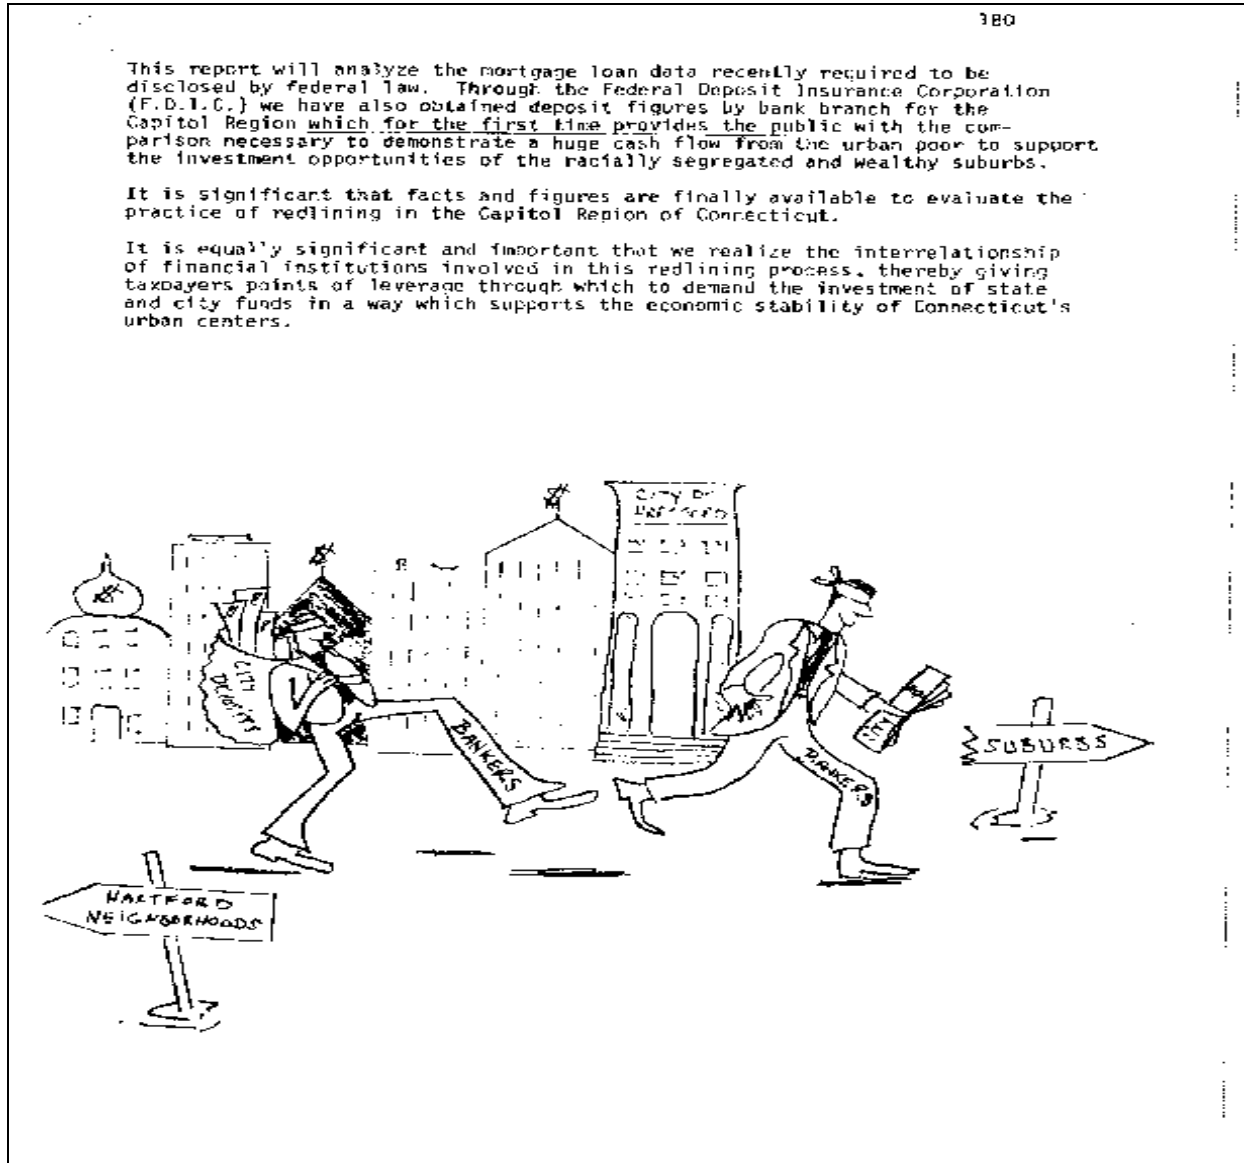 380
This report will analyze the mortgage loan data recently required to be
disclosed by federal law. Through the Federal Deposit Insurance Corporation
(F.D.I.C.) we have also obtained deposit figures by bank branch for the
Capitol Region which for the first time provides the public with the com-
parison necessary to demonstrate a huge cash flow from the urban poor to support
the investment opportunities of the racially segregated and wealthy suburbs.
It is significant that facts and figures are finally available to evaluate the
practice of redlining in the Capitol Region of Connecticut.
It is equally significant and important that we realize the interrelationship
of financial institutions involved in this redlining process, thereby giving
taxpayers points of leverage through which to demand the investment of state
and city funds in a way which supports the economic stability of Connecticut's
urban centers.
$
$
$
CITY OF
CITY
DEPOSITS
BANKERS
BANKERS
SUBURBS
HARTFORD
NEIGHBORHOODS